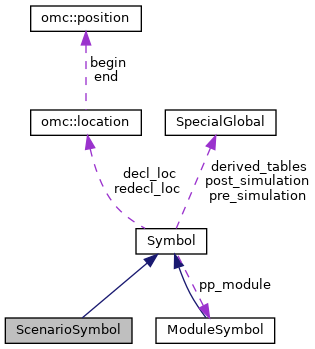 omc::position
begin
end
omc::location
SpecialGlobal
decl_loc
redecl_loc
derived_tables
post_simulation
pre_simulation
Symbol
pp_module
ScenarioSymbol
ModuleSymbol